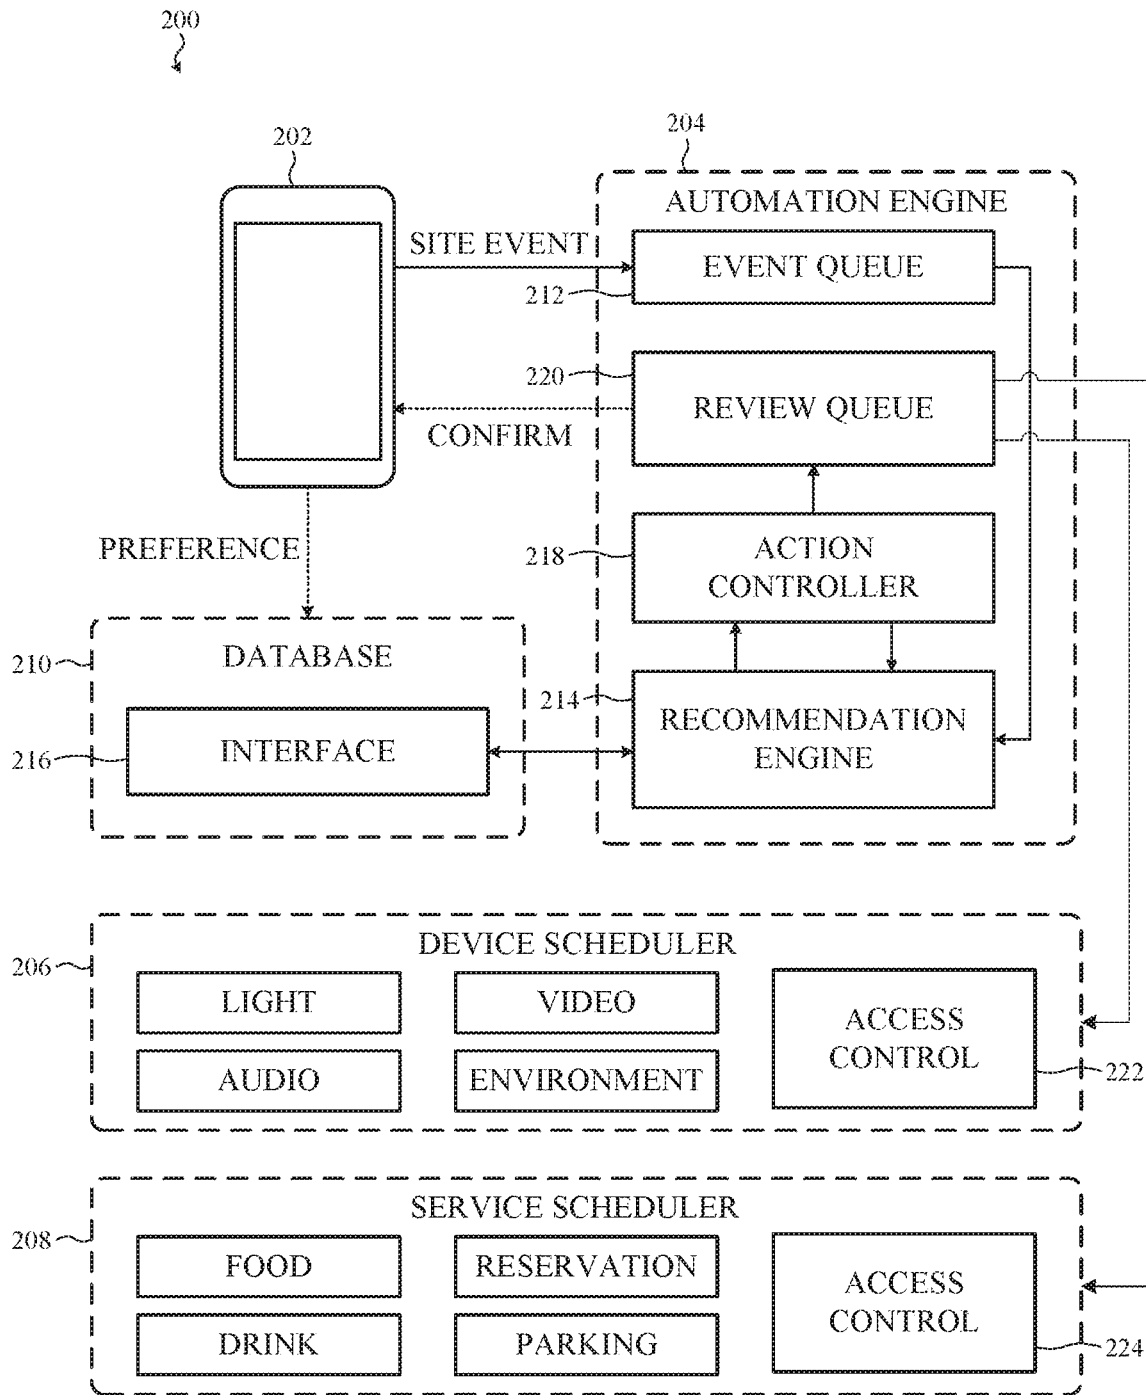 200
202
204
AUTOMATION ENGINE
SITE EVENT
EVENT QUEUE
212
220
REVIEW QUEUE
CONFIRM
PREFERENCE
218
ACTION
CONTROLLER
210
DATABASE
214
RECOMMENDATION
ENGINE
216
INTERFACE
DEVICE SCHEDULER
206
LIGHT
VIDEO
ACCESS
CONTROL
AUDIO
ENVIRONMENT
222
SERVICE SCHEDULER
208
FOOD
RESERVATION
ACCESS
CONTROL
DRINK
PARKING
224